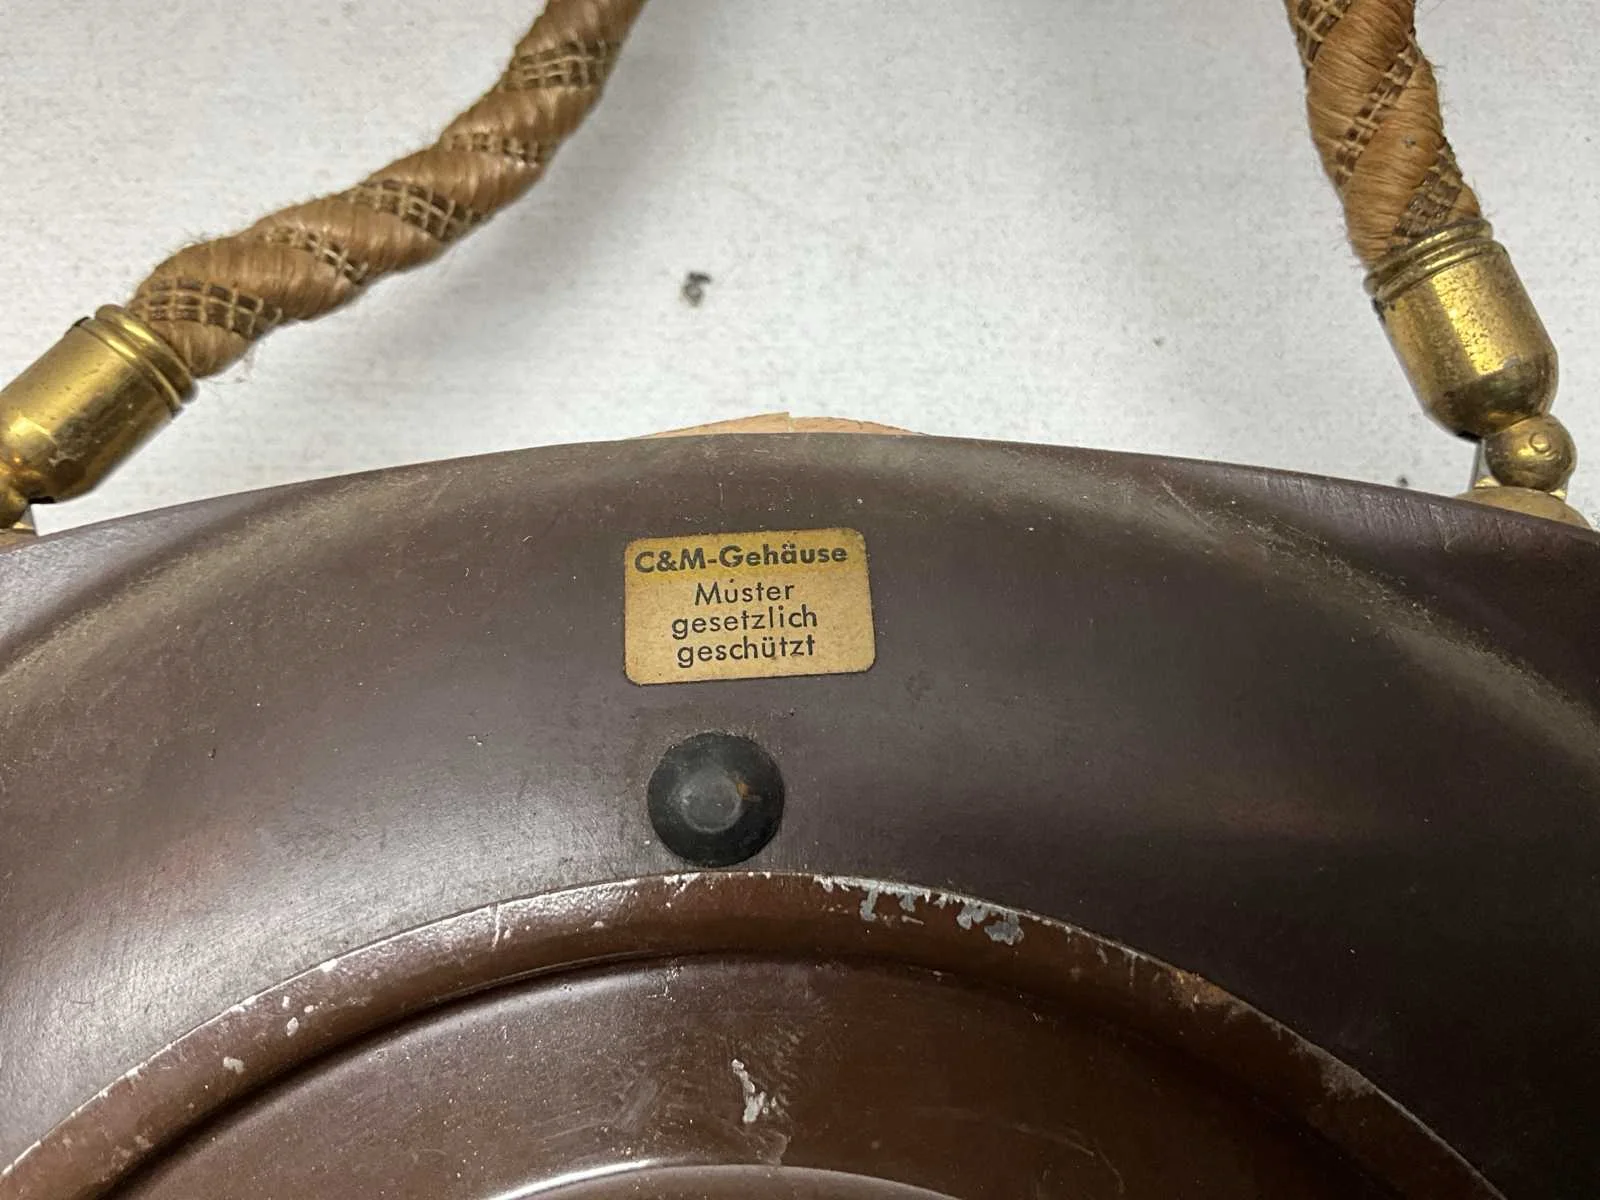 C&M-Gehäuse
Muster
gesetzlich
geschützt